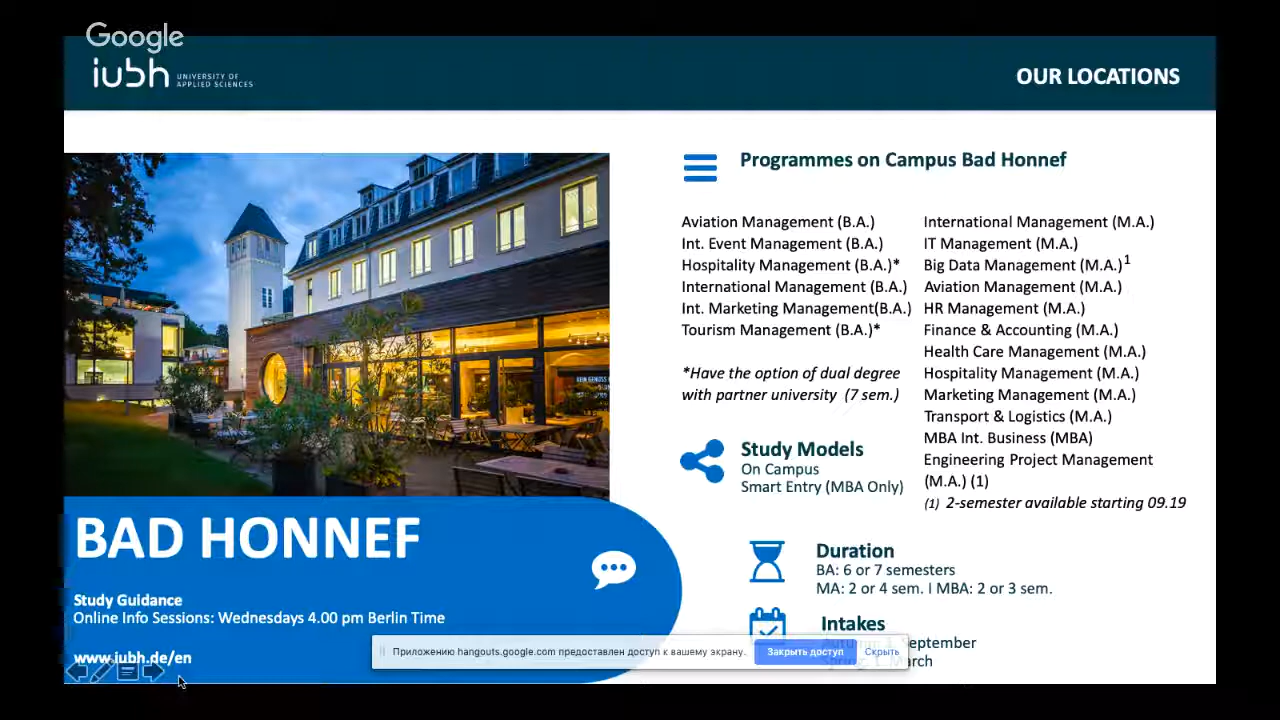 Google
iubh UNIVERSITY OF
APPLIED SCIENCES
OUR LOCATIONS
Programmes on Campus Bad Honnef
Aviation Management (B.A.)
Int. Event Management (B.A.)
Hospitality Management (B.A.)*
International Management (B.A.)
Int. Marketing Management(B.A.)
Tourism Management (B.A.)*
*Have the option of dual degree
with partner university (7 sem.)
International Management (M.A.)
IT Management (M.A.)
Big Data Management (M.A.)1
Aviation Management (M.A.)
HR Management (M.A.)
Finance & Accounting (M.A.)
Health Care Management (M.A.)
Hospitality Management (M.A.)
Marketing Management (M.A.)
Transport & Logistics (M.A.)
MBA Int. Business (MBA)
Engineering Project Management
(M.A.) (1)
(1) 2-semester available starting 09.19
Study Models
On Campus
Smart Entry (MBA Only)
BAD HONNEF
Study Guidance
Online Info Sessions: Wednesdays 4.00 pm Berlin Time
www.iubh.de/en
Duration
BA: 6 or 7 semesters
MA: 2 or 4 sem. I MBA: 2 or 3 sem.
Intakes
Autumn: 1. September
Spring: 1. March
Приложению hangouts.google.com предоставлен доступ к вашему экрану.
Закрыть доступ
Скрыть